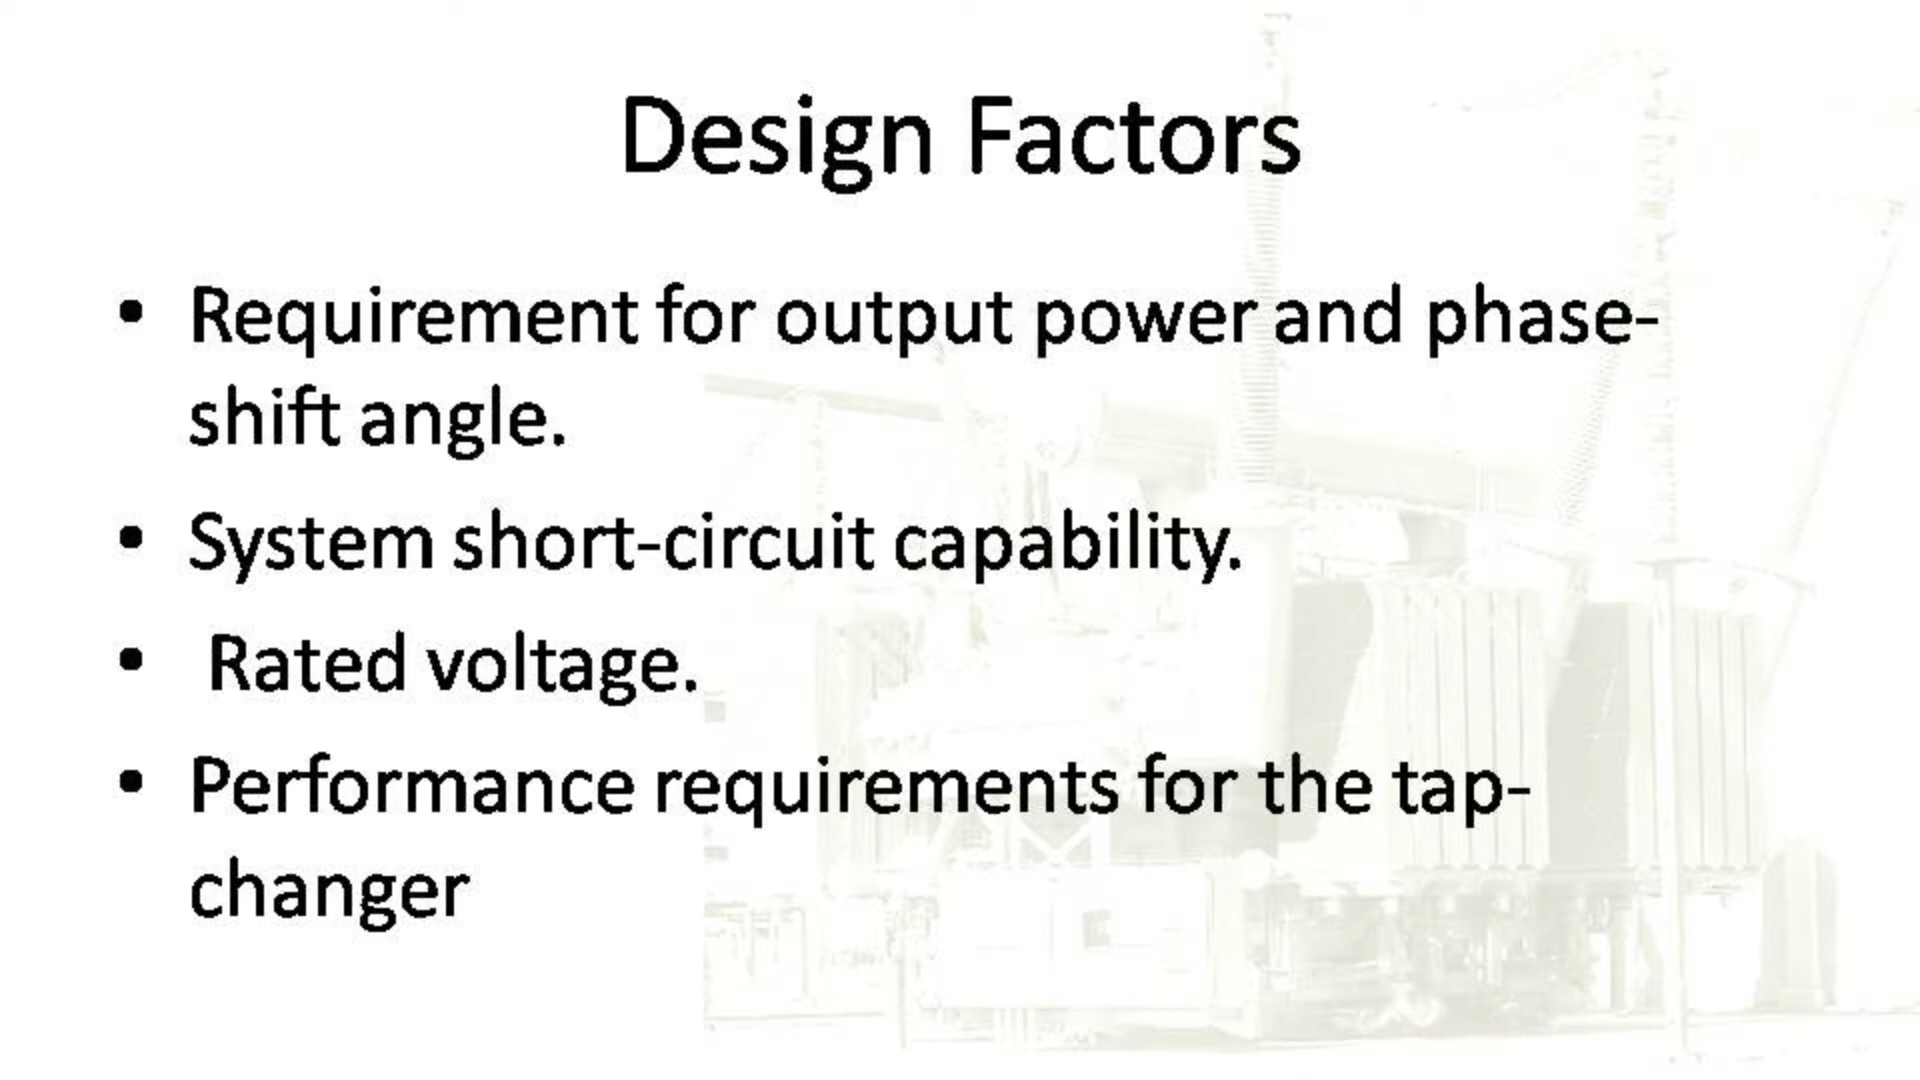 Design Factors
• Requirement for output power and phase-
shift angle.
• System short-circuit capability.
• Rated voltage.
• Performance requirements for the tap-
changer